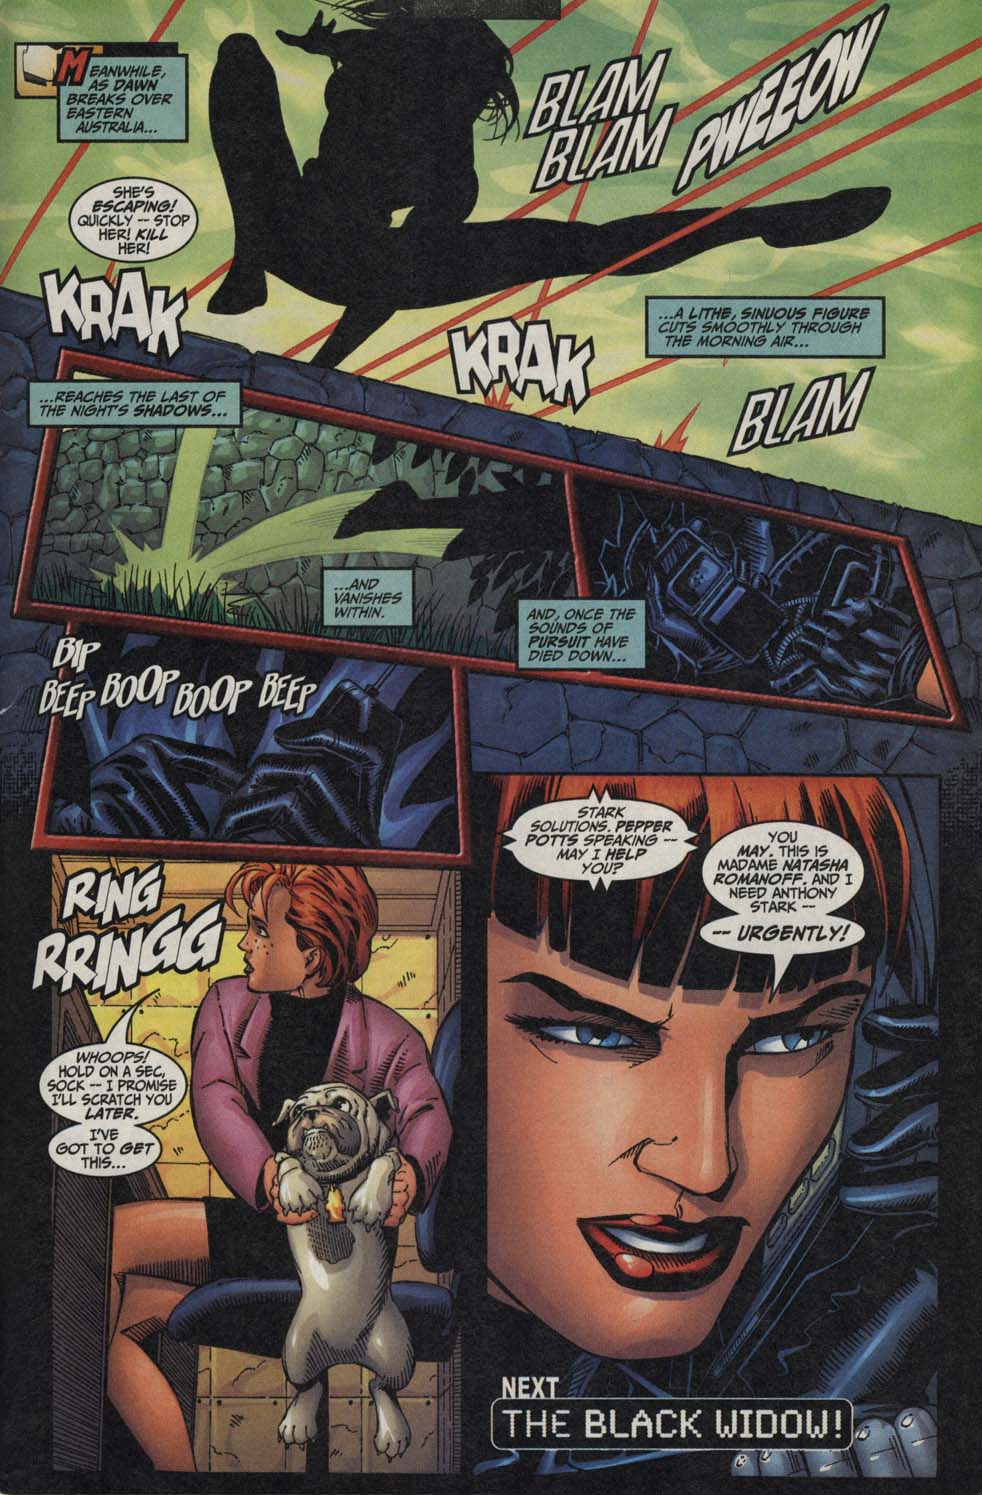 MEANWHILE,
AS DAWN
BREAKS OVER
EASTERN
AUSTRALIA...
BLAM
BLAM
PWEEEOW
SHE'S
ESCAPING!
QUICKLY -- STOP
HER! KILL
HER!
KRAK
...A LITHE, SINUOUS FIGURE
CUTS SMOOTHLY THROUGH
THE MORNING AIR...
KRAK
BLAM
...REACHES THE LAST OF
THE NIGHT'S SHADOWS...
...AND
VANISHES
WITHIN.
AND, ONCE THE
SOUNDS OF
PURSUIT HAVE
DIED DOWN...
BIP
BEEP BOOP BOOP BEEP
RING
RRINGG
WHOOPS!
HOLD ON A SEC,
SOCK -- I PROMISE
I'LL SCRATCH YOU
LATER.
I'VE
GOT TO GET
THIS...
STARK
SOLUTIONS. PEPPER
POTTS SPEAKING --
MAY I HELP
YOU?
YOU
MAY. THIS IS
MADAME NATASHA
ROMANOFF. AND I
NEED ANTHONY
STARK --
-- URGENTLY!
NEXT
THE BLACK WIDOW!